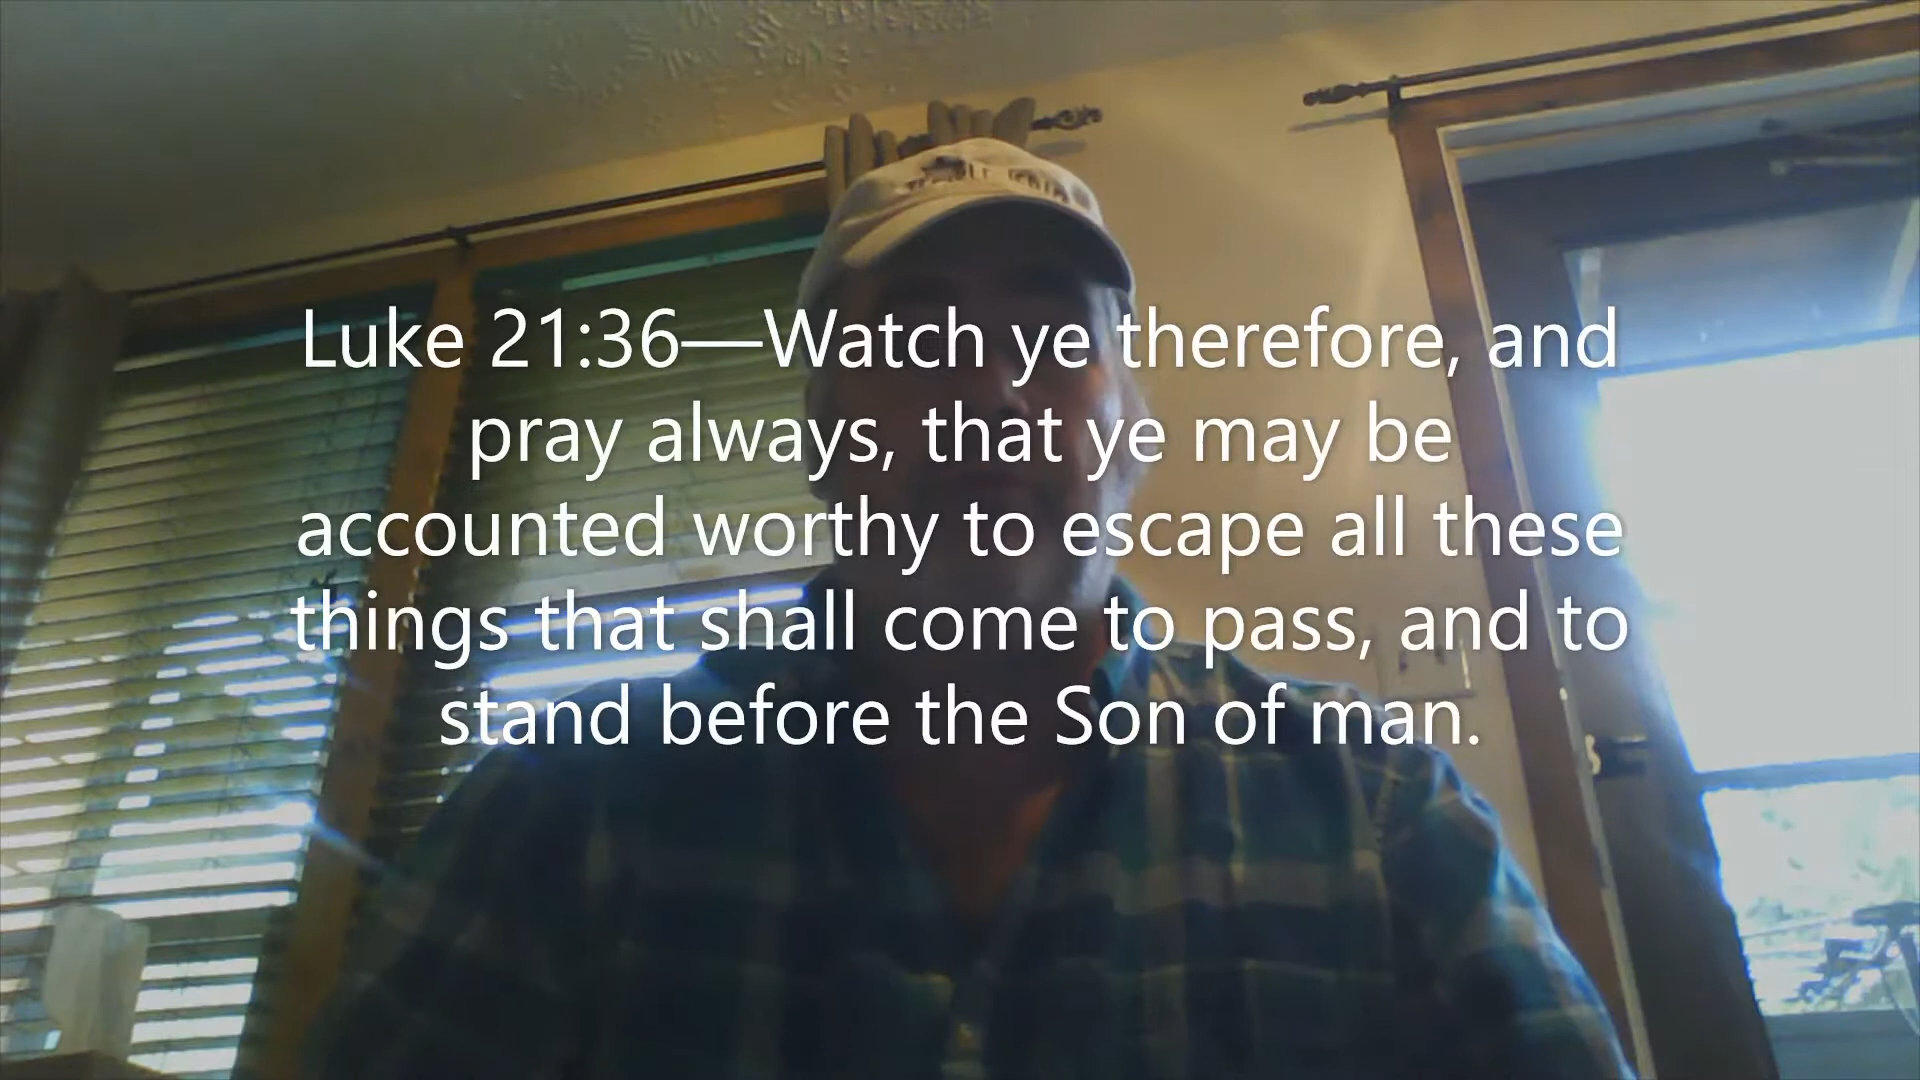 Luke 21:36—Watch ye therefore, and
pray always, that ye may be
accounted worthy to escape all these
things that shall come to pass, and to
stand before the Son of man.